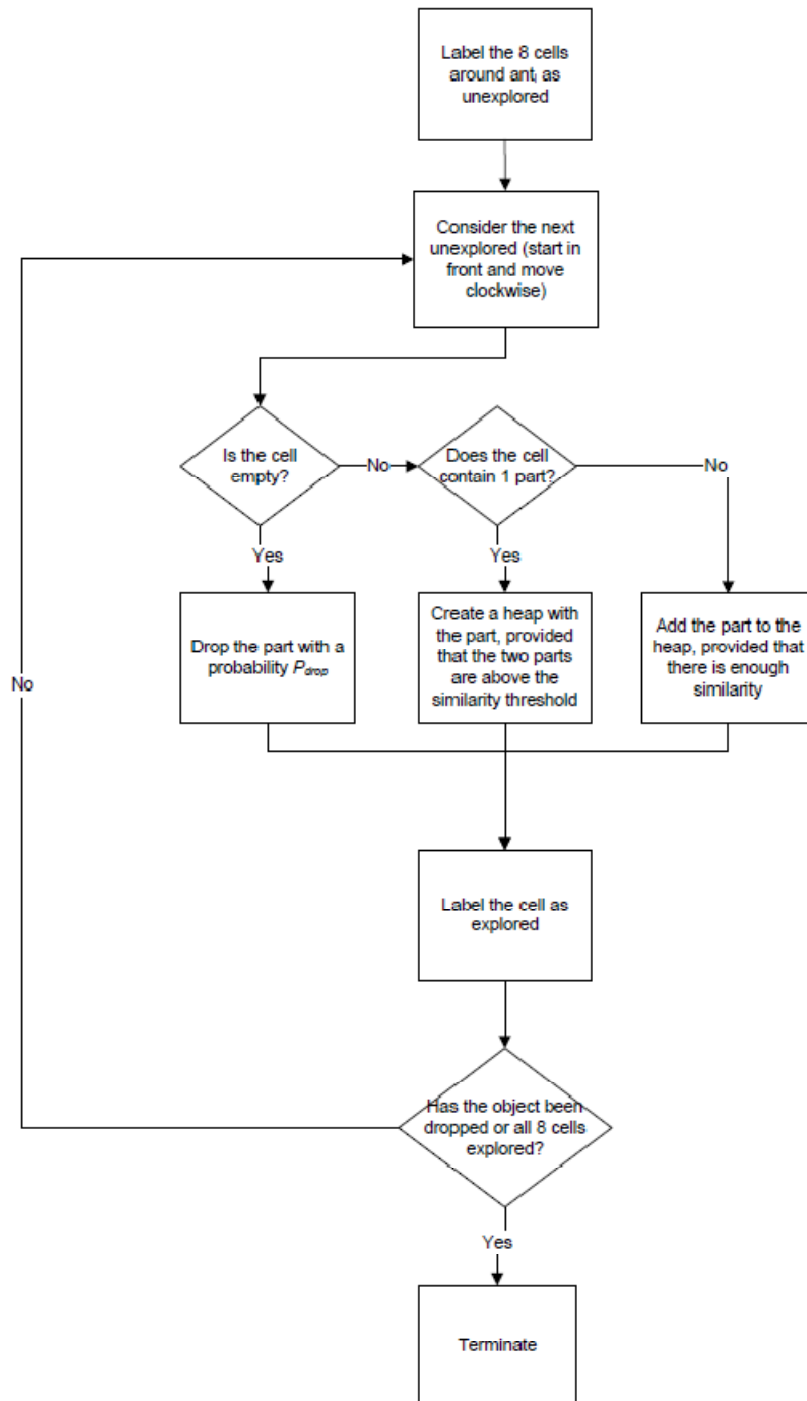 Label the 8 cells
around ant, as
unexplored
Consider the next
unexplored (start in
front and move
clockwise)
Is the cell
empty?
No
Does the cell
contain 1 part?
No
Yes
Yes
Drop the part with a
probability Pdrop
Create a heap with
the part, provided
that the two parts
are above the
similarity threshold
Add the part to the
heap, provided that
there is enough
similarity
No
Label the cell as
explored
Has the object been
dropped or all 8 cells
explored?
Yes
Terminate